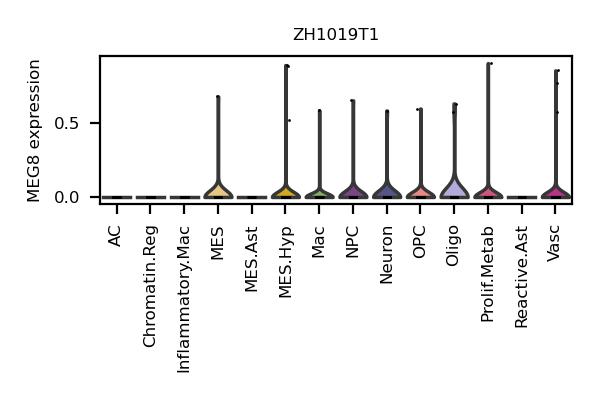 ZH1019T1
MEG8 expression
0.5
0.0
AC
Chromatin.Reg
Inflammatory.Mac
MES
MES.Ast
MES.Hyp
Mac
NPC
Neuron
OPC
Oligo
Prolif.Metab
Reactive.Ast
Vasc